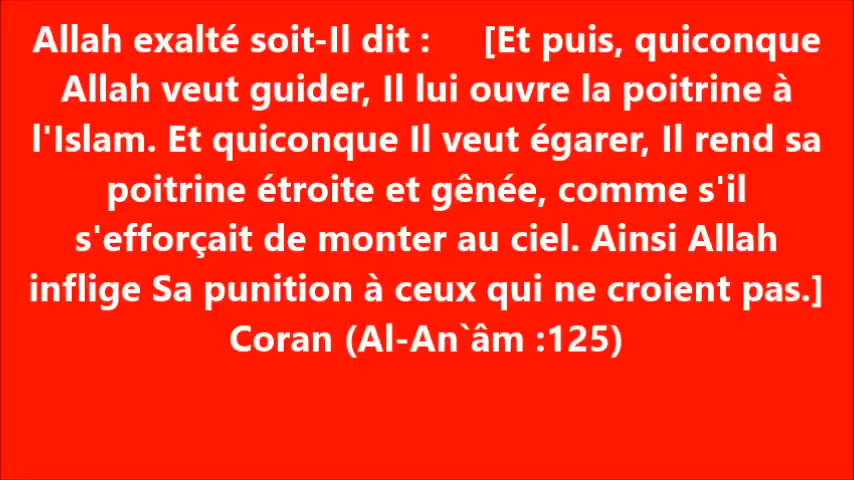 Allah exalté soit-Il dit : [Et puis, quiconque
Allah veut guider, Il lui ouvre la poitrine à
l'Islam. Et quiconque Il veut égarer, Il rend sa
poitrine étroite et gênée, comme s'il
s'efforçait de monter au ciel. Ainsi Allah
inflige Sa punition à ceux qui ne croient pas.]
Coran (Al-An`âm :125)